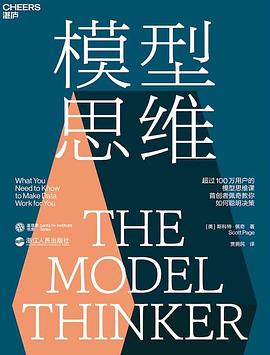 CHEERS
湛庐
模型
思维
What You
Need to Know
to Make Data
Work for You
超过100万用户的
模型思维课
首创者佩奇教你
如何聪明决策
[美]斯科特·佩奇 著
Scott Page
贾拥民 译
浙江人民出版社
THE
MODEL
THINKER